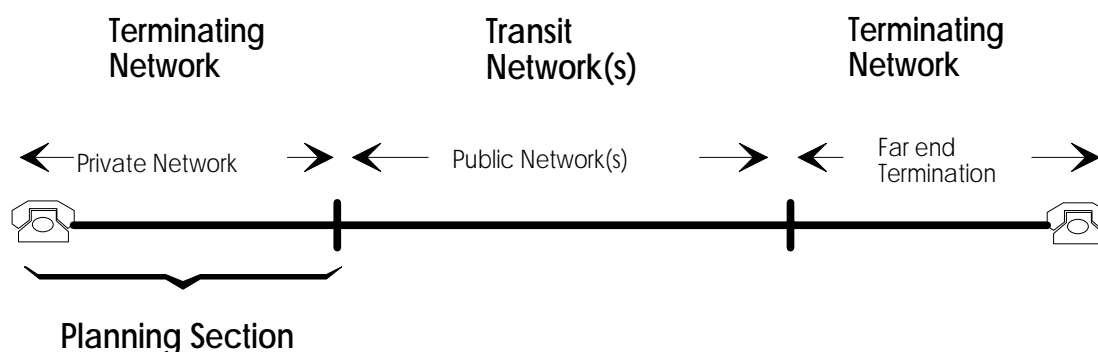 Terminating
Network
Transit
Network(s)
Terminating
Network
Private Network
Public Network(s)
Far end
Termination
Planning Section